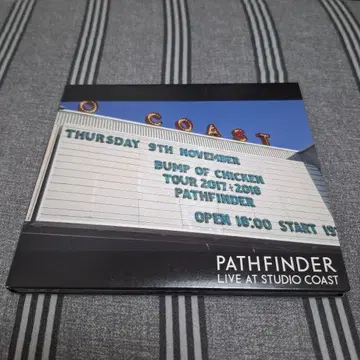 O COAST
THURSDAY 9TH NOVEMBER
BUMP OF CHICKEN
TOUR 2017-2018
PATHFINDER
OPEN 18:00 START
PATHFINDER
LIVE AT STUDIO COAST